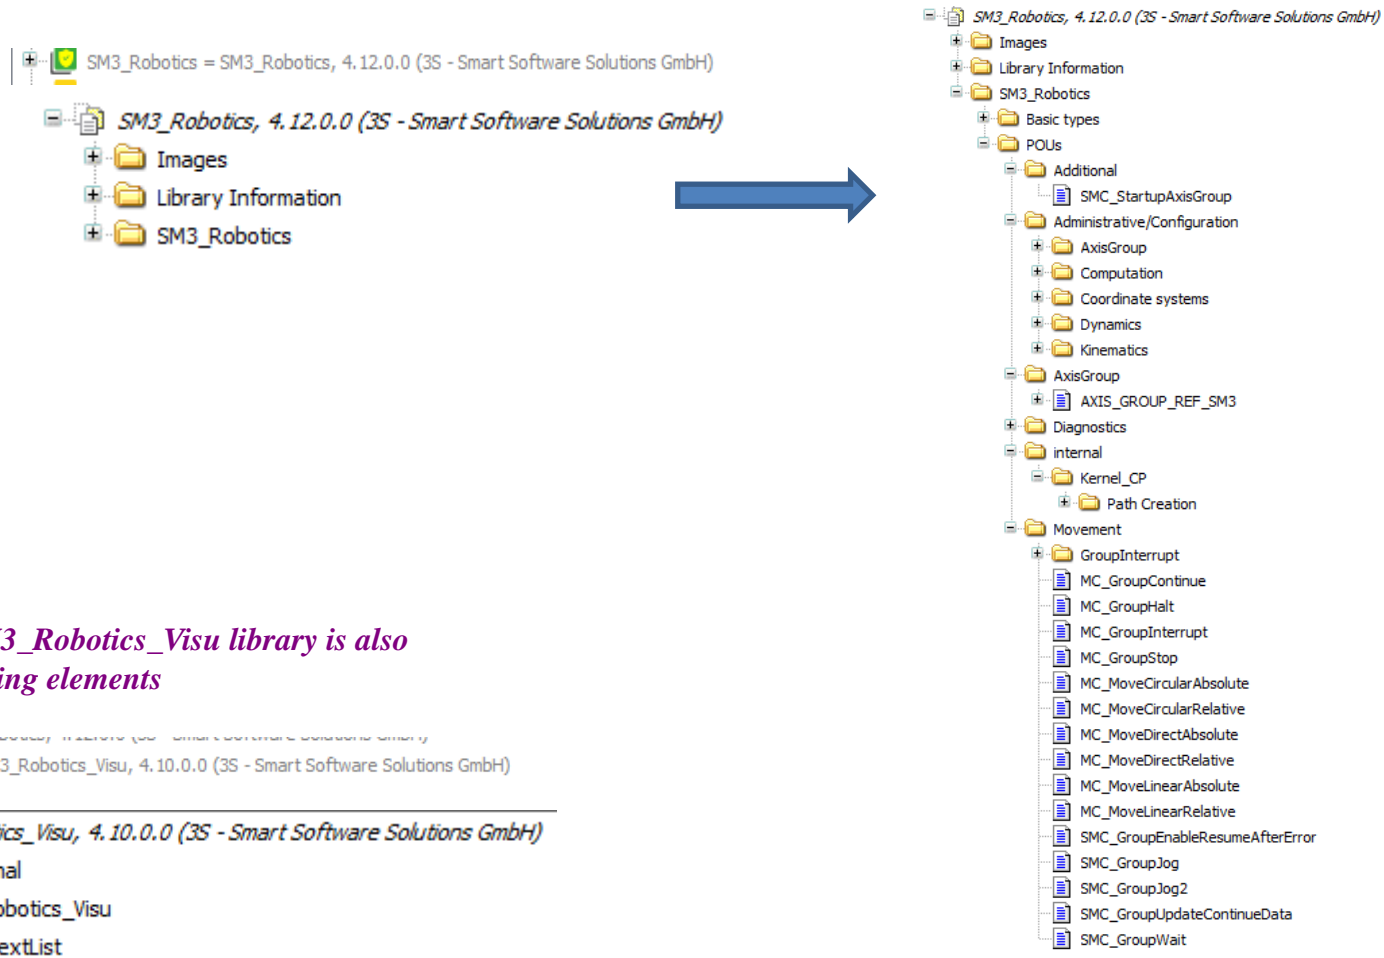 SM3_Robotics = SM3_Robotics, 4.12.0.0 (3S - Smart Software Solutions GmbH)
SM3_Robotics, 4.12.0.0 (3S - Smart Software Solutions GmbH)
Images
Library Information
SM3_Robotics
3_Robotics_Visu library is also
ing elements
3_Robotics_Visu, 4.10.0.0 (3S - Smart Software Solutions GmbH)
ics_Visu, 4.10.0.0 (3S - Smart Software Solutions GmbH)
nal
obotics_Visu
extList
SM3_Robotics, 4.12.0.0 (3S - Smart Software Solutions GmbH)
Images
Library Information
SM3_Robotics
Basic types
POUs
Additional
SMC_StartupAxisGroup
Administrative/Configuration
AxisGroup
Computation
Coordinate systems
Dynamics
Kinematics
AxisGroup
AXIS_GROUP_REF_SM3
Diagnostics
internal
Kernel_CP
Path Creation
Movement
GroupInterrupt
MC_GroupContinue
MC_GroupHalt
MC_GroupInterrupt
MC_GroupStop
MC_MoveCircularAbsolute
MC_MoveCircularRelative
MC_MoveDirectAbsolute
MC_MoveDirectRelative
MC_MoveLinearAbsolute
MC_MoveLinearRelative
SMC_GroupEnableResumeAfterError
SMC_GroupJog
SMC_GroupJog2
SMC_GroupUpdateContinueData
SMC_GroupWait